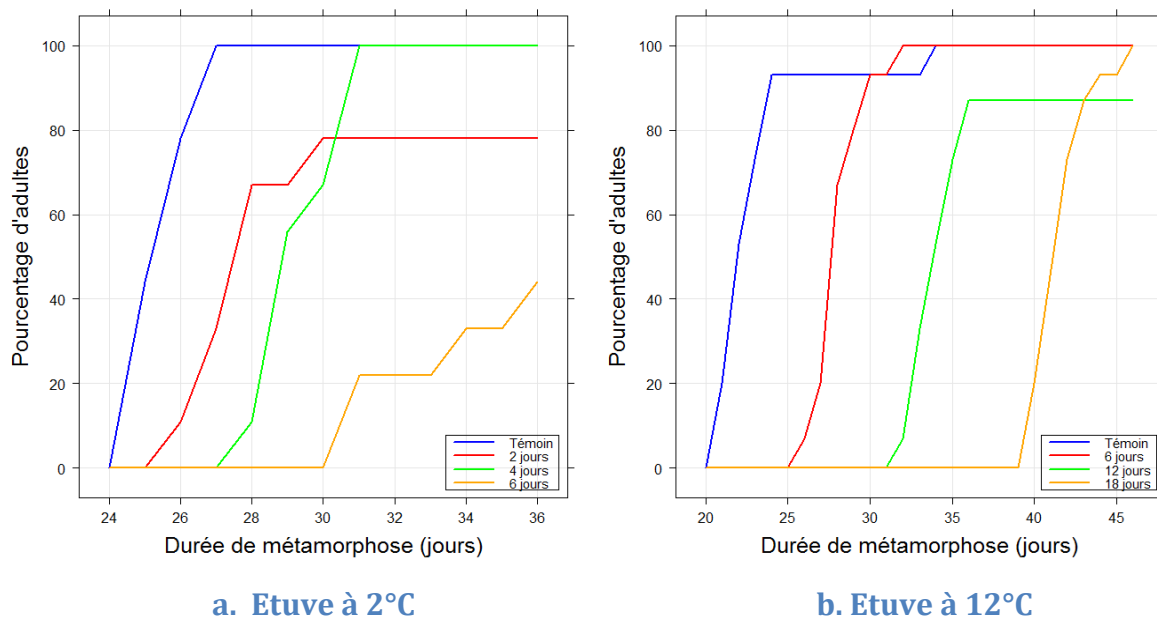 100
80
60
40
20
0
Pourcentage d'adultes
Témoin
2 jours
4 jours
6 jours
24 26 28 30 32 34 36
Durée de métamorphose (jours)
a. Etuve à 2°C
100
80
60
40
20
0
Pourcentage d'adultes
Témoin
6 jours
12 jours
18 jours
20 25 30 35 40 45
Durée de métamorphose (jours)
b. Etuve à 12°C